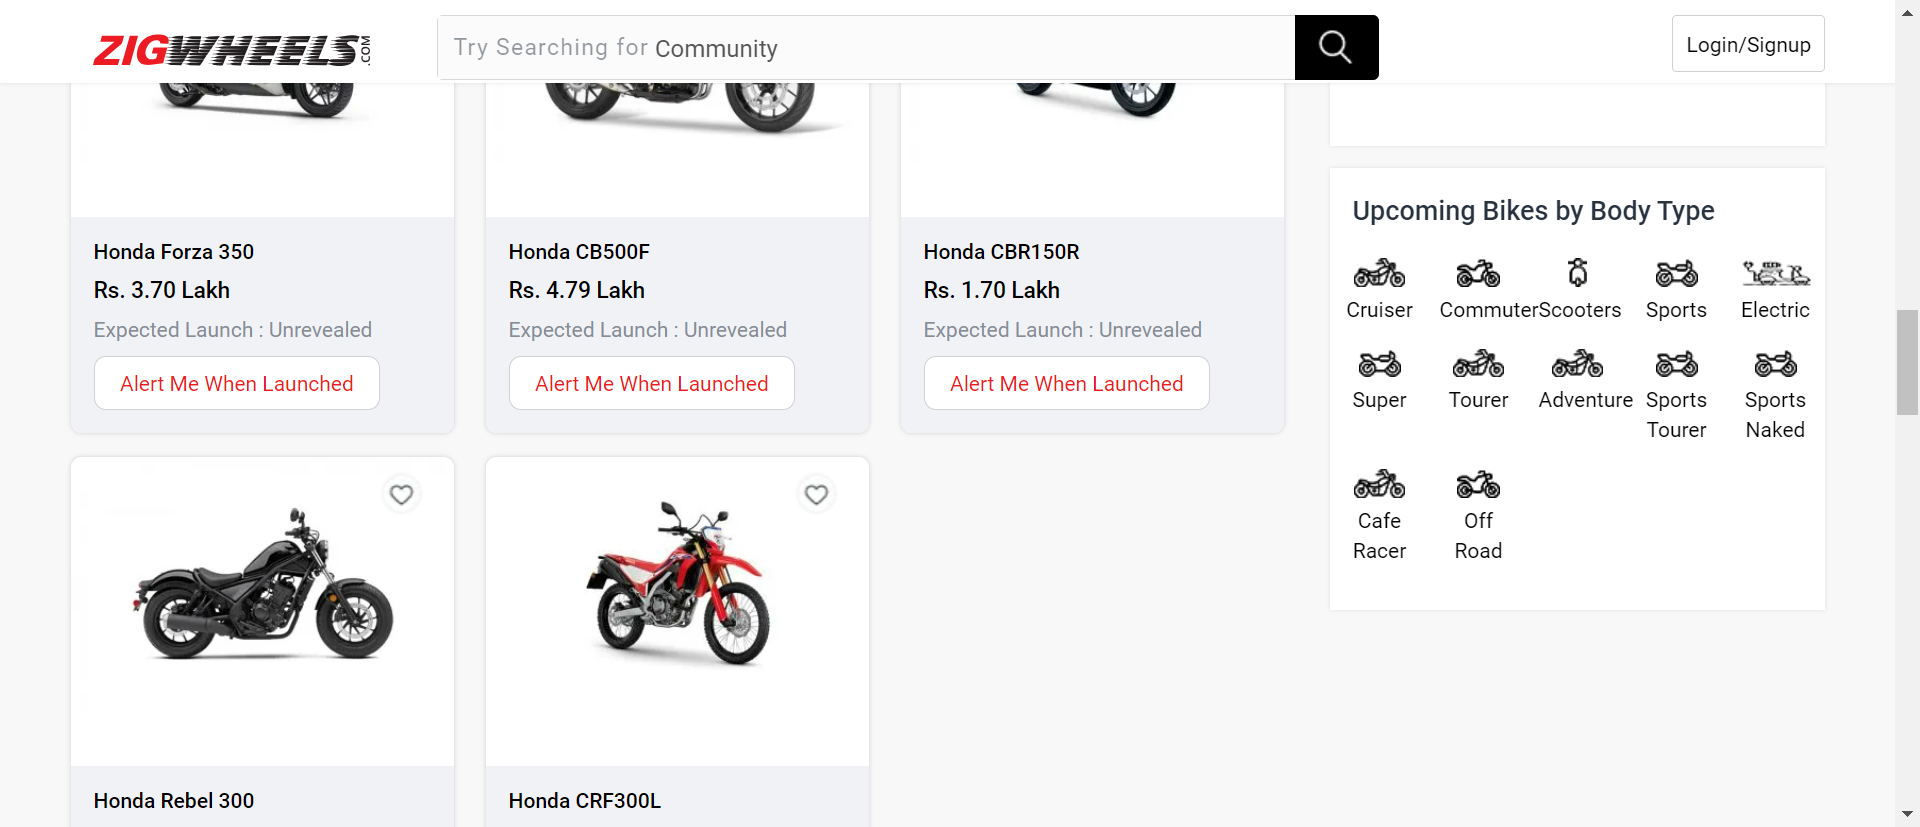 ZIGWHEELS.COM
Try Searching for Community
Login/Signup
Honda Forza 350
Rs. 3.70 Lakh
Expected Launch : Unrevealed
Alert Me When Launched
Honda CB500F
Rs. 4.79 Lakh
Expected Launch : Unrevealed
Alert Me When Launched
Honda CBR150R
Rs. 1.70 Lakh
Expected Launch : Unrevealed
Alert Me When Launched
Honda Rebel 300
Honda CRF300L
Upcoming Bikes by Body Type
Cruiser
Commuter
Scooters
Sports
Electric
Super
Tourer
Adventure
Sports
Tourer
Sports
Naked
Cafe
Racer
Off
Road